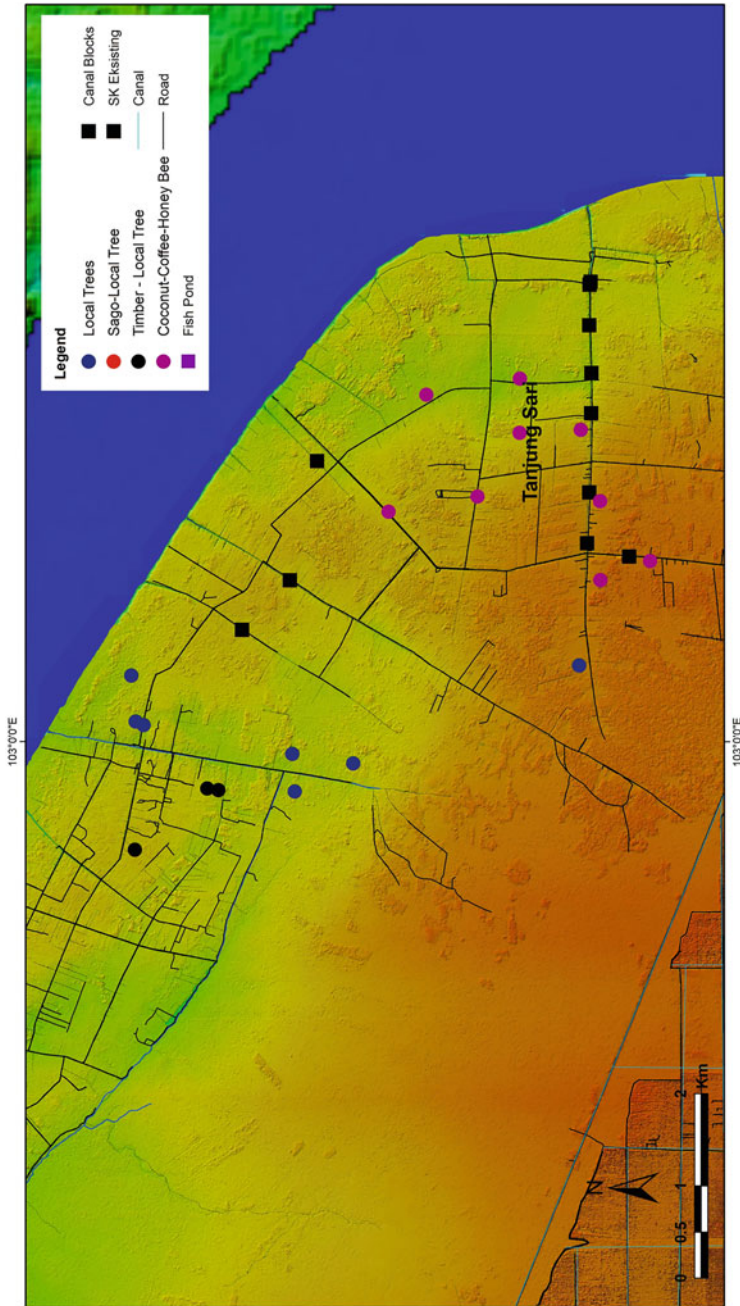 Legend
Local Trees
Sago-Local Tree
Timber - Local Tree
Coconut-Coffee-Honey Bee
Fish Pond
Canal Blocks
SK Eksisting
Canal
Road
103°0'0"E
Tanjung Sari
103°0'0"E
N
0 0.5 1 2
Km